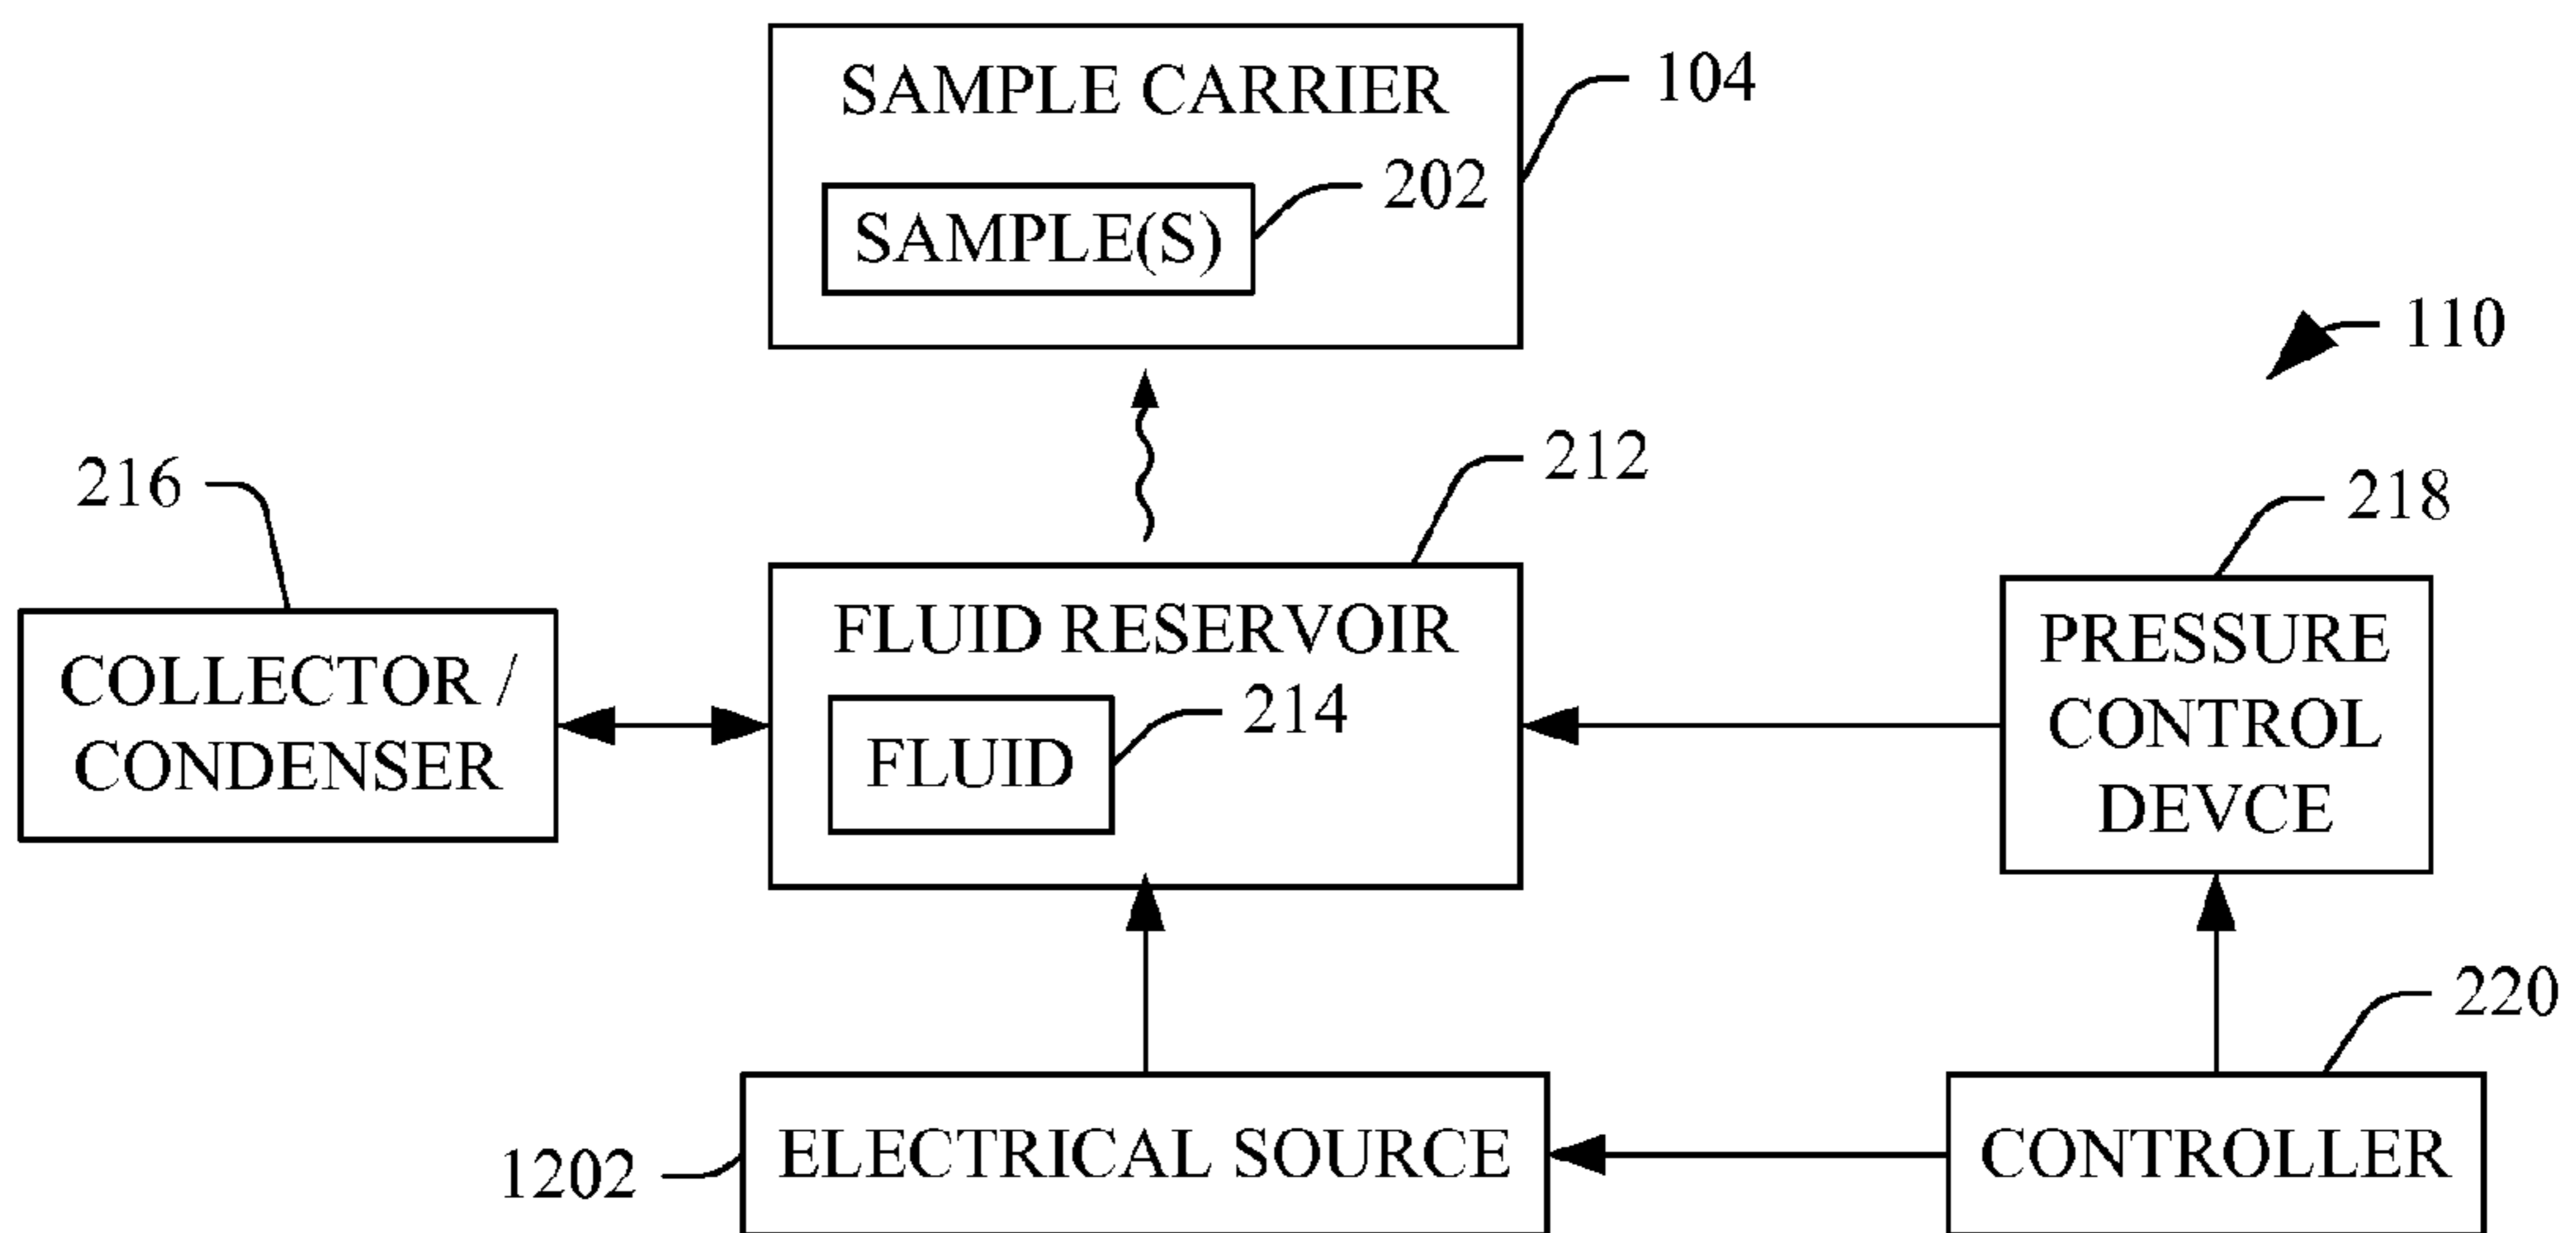 SAMPLE CARRIER
104
202
SAMPLE(S)
110
212
216
218
FLUID RESERVOIR
PRESSURE
CONTROL
DEVCE
COLLECTOR /
CONDENSER
214
FLUID
220
ELECTRICAL SOURCE
1202
CONTROLLER